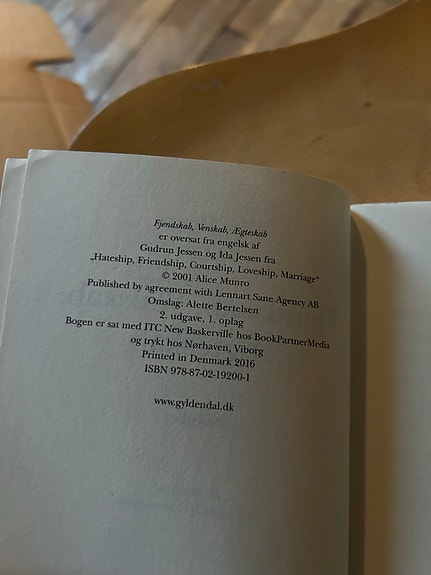 Fjendskab, Venskab, Ægteskab
er oversat fra engelsk af
Gudrun Jessen og Ida Jessen fra
„Hateship, Friendship, Courtship, Loveship, Marriage“
© 2001 Alice Munro
Published by agreement with Lennart Sane Agency AB
Omslag: Alette Bertelsen
2. udgave, 1. oplag
Bogen er sat med ITC New Baskerville hos BookPartnerMedia
og trykt hos Nørhaven, Viborg
Printed in Denmark 2016
ISBN 978-87-02-19200-1
www.gyldendal.dk